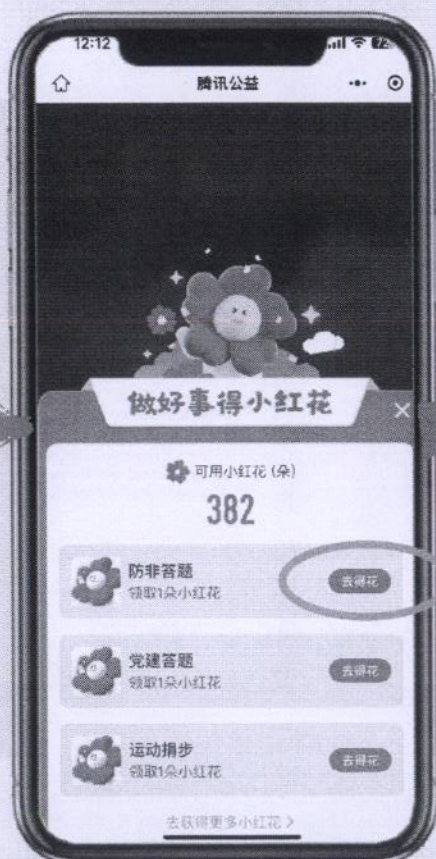 12:12
72
腾讯公益
做好事得小红花
可用小红花(朵)
382
防非答题
领取1朵小红花
去得花
党建答题
领取1朵小红花
去得花
运动捐步
领取1朵小红花
去得花
去获得更多小红花 >